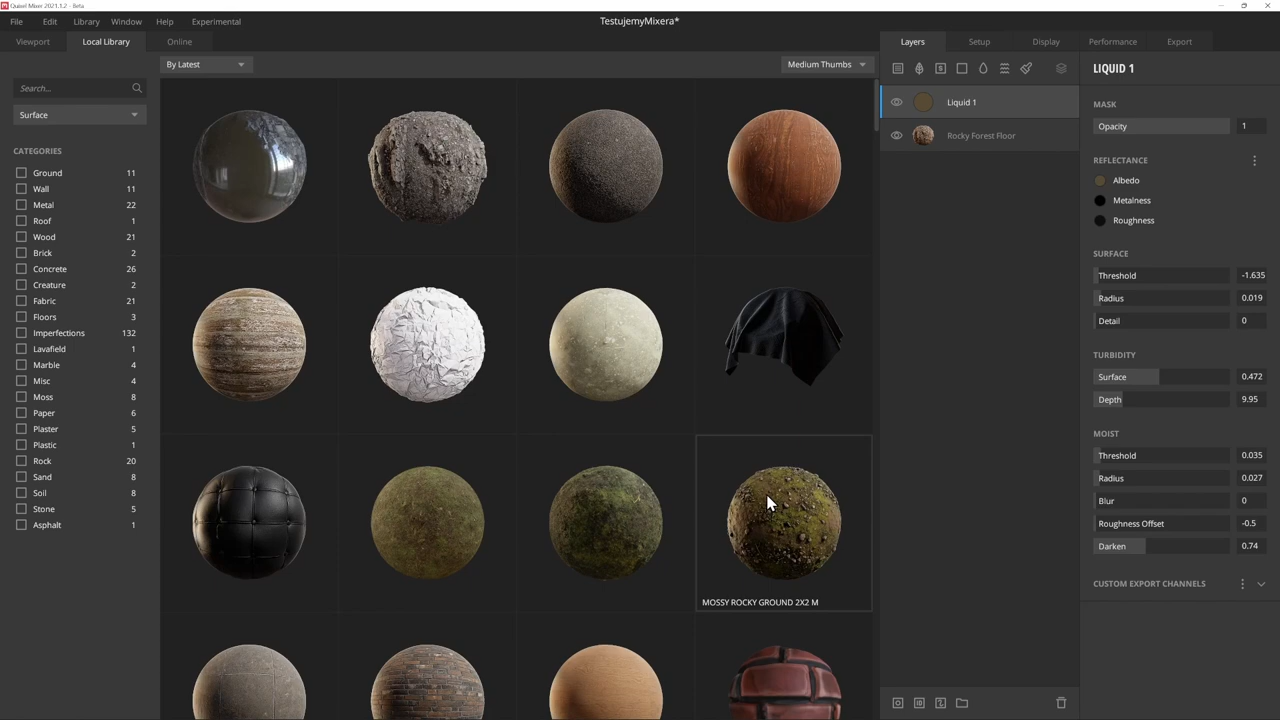 Quixel Mixer 2021.1.2 - Beta
File Edit Library Window Help Experimental
TestujemyMixera*
Viewport Local Library Online
Layers Setup Display Performance Export
By Latest
Medium Thumbs
LIQUID 1
Search...
Surface
CATEGORIES
Ground 11
Wall 11
Metal 22
Roof 1
Wood 21
Brick 2
Concrete 26
Creature 2
Fabric 21
Floors 3
Imperfections 132
Lavafield 1
Marble 4
Misc 4
Moss 8
Paper 6
Plaster 5
Plastic 1
Rock 20
Sand 8
Soil 8
Stone 5
Asphalt 1
MOSSY ROCKY GROUND 2X2 M
Liquid 1
Rocky Forest Floor
MASK
Opacity 1
REFLECTANCE
Albedo
Metalness
Roughness
SURFACE
Threshold -1.635
Radius 0.019
Detail 0
TURBIDITY
Surface 0.472
Depth 9.95
MOIST
Threshold 0.035
Radius 0.027
Blur 0
Roughness Offset -0.5
Darken 0.74
CUSTOM EXPORT CHANNELS